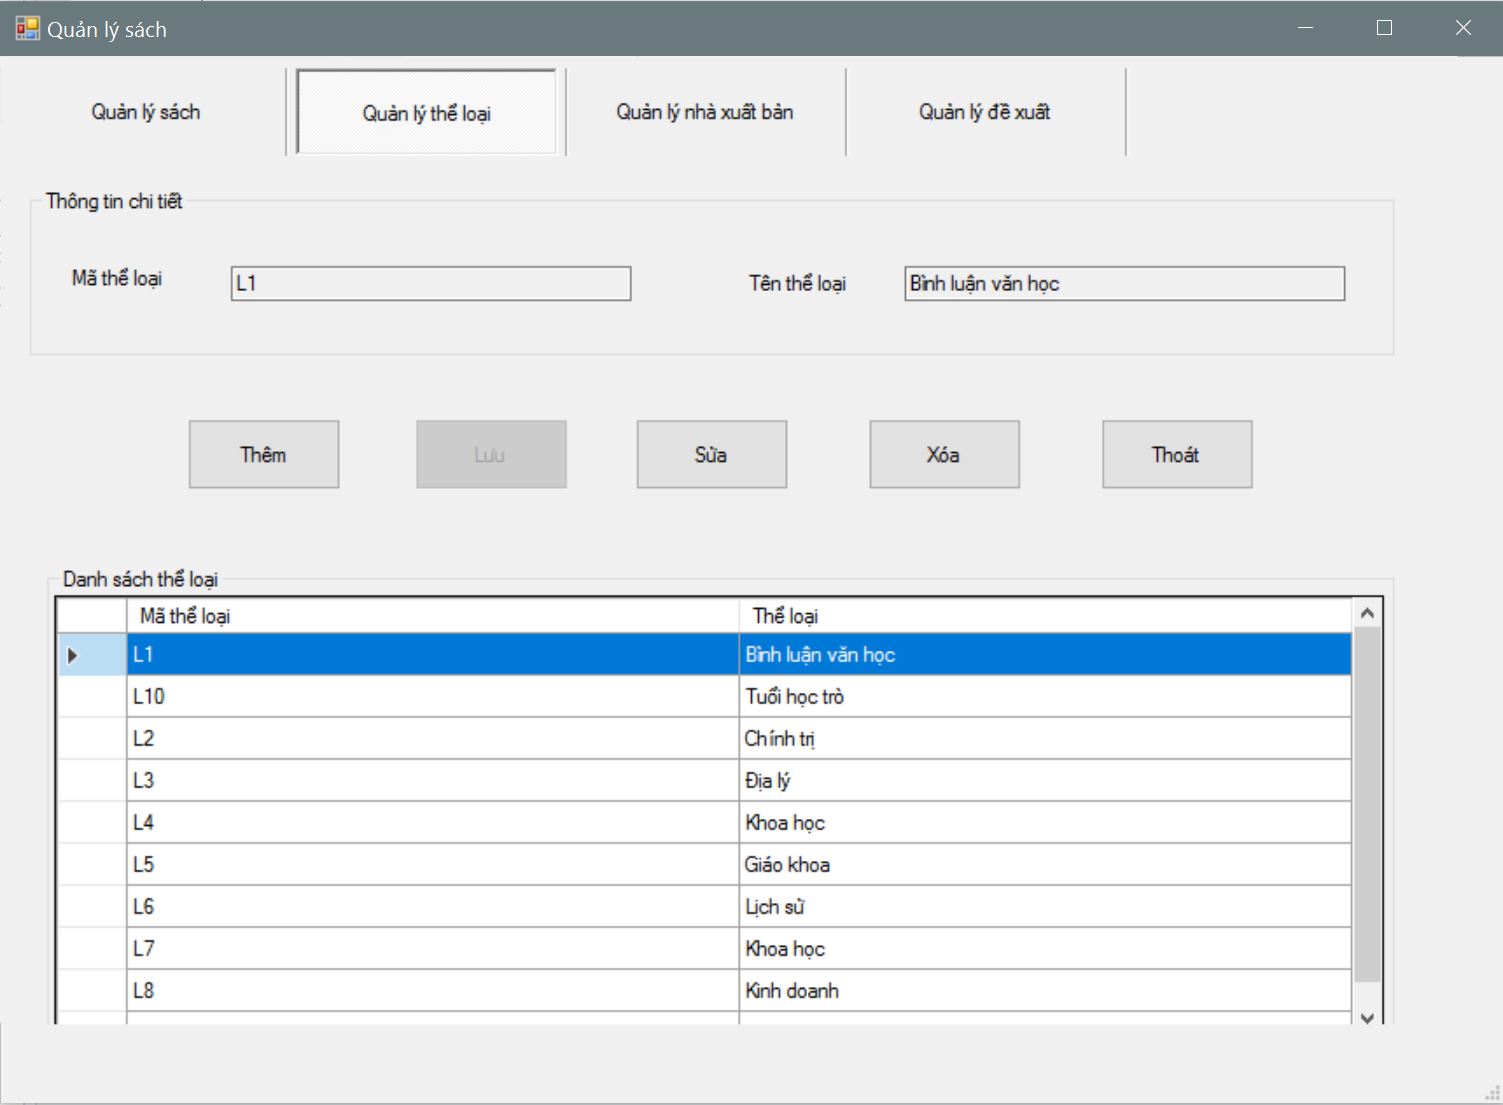 Quản lý sách
Quản lý sách Quản lý thể loại Quản lý nhà xuất bản Quản lý đề xuất
Thông tin chi tiết
Mã thể loại L1 Tên thể loại Bình luận văn học
Thêm Lưu Sửa Xóa Thoát
Danh sách thể loại
Mã thể loại Thể loại
L1 Bình luận văn học
L10 Tuổi học trò
L2 Chính trị
L3 Địa lý
L4 Khoa học
L5 Giáo khoa
L6 Lịch sử
L7 Khoa học
L8 Kinh doanh